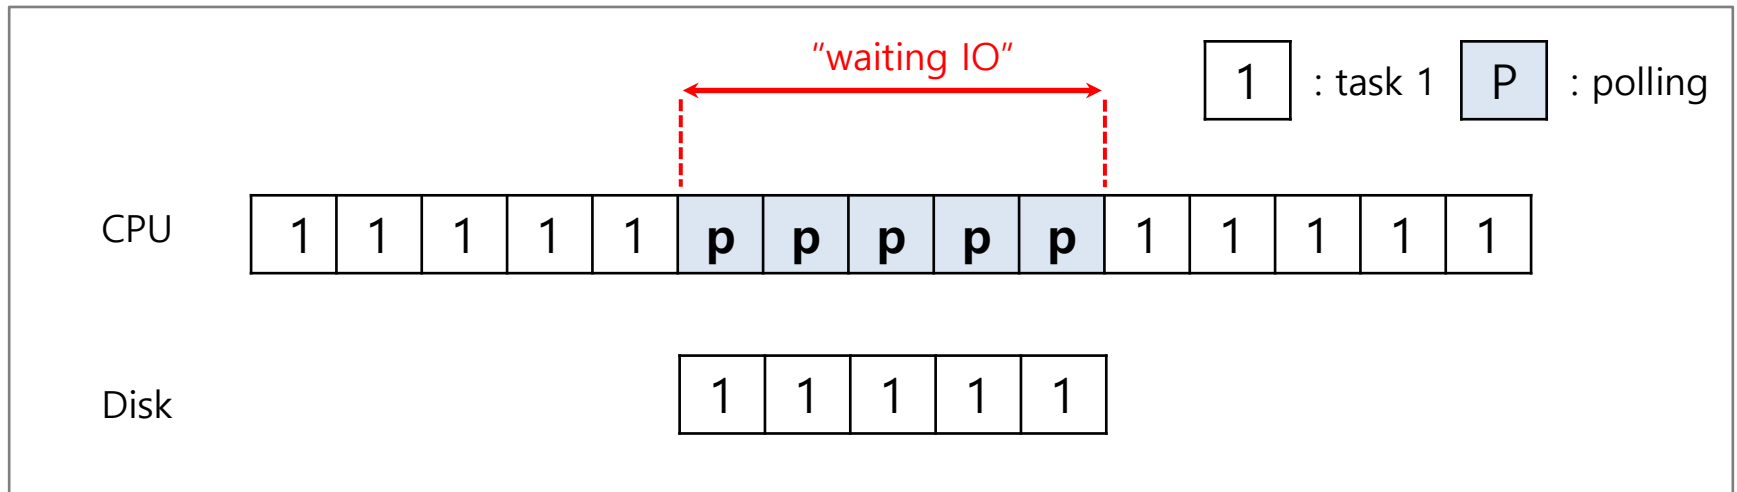 "waiting IO"
1 : task 1 P : polling
CPU 1 1 1 1 1 p p p p p 1 1 1 1 1
Disk 1 1 1 1 1